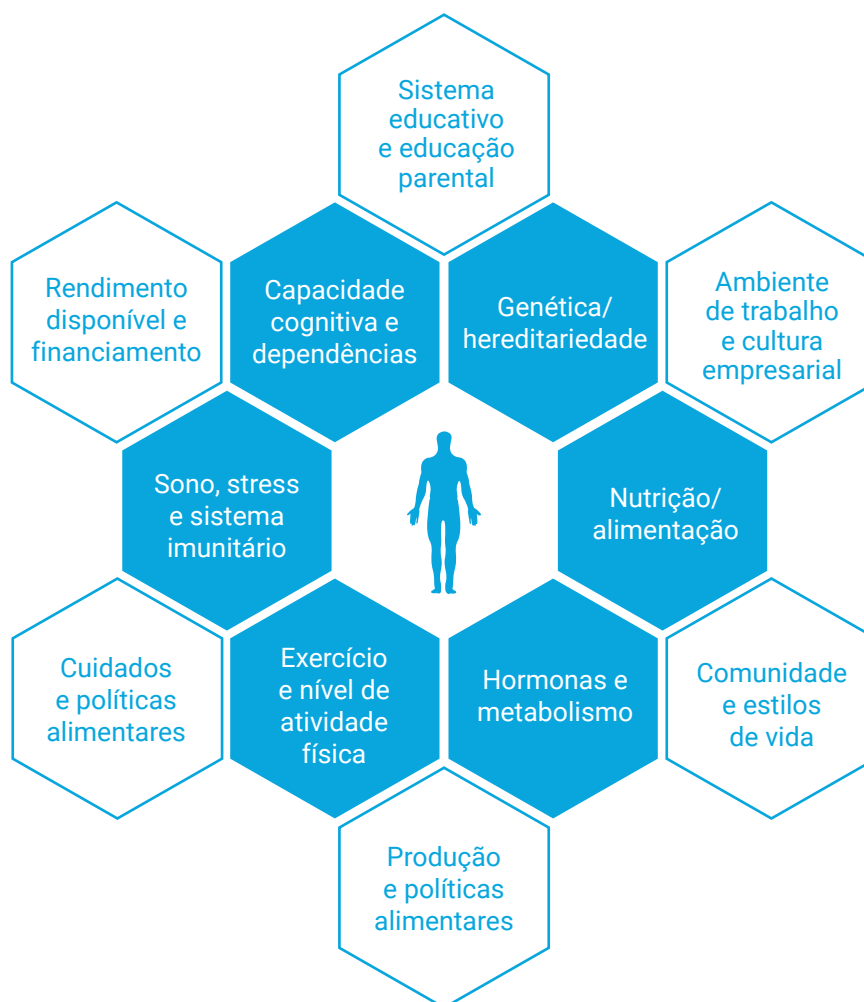 Sistema
educativo
e educação
parental
Rendimento
disponível e
financiamento
Capacidade
cognitiva e
dependências
Genética/
hereditariedade
Ambiente
de trabalho
e cultura
empresarial
Sono, stress
e sistema
imunitário
Nutrição/
alimentação
Cuidados
e políticas
alimentares
Exercício
e nível de
atividade
física
Hormonas e
metabolismo
Comunidade
e estilos
de vida
Produção
e políticas
alimentares